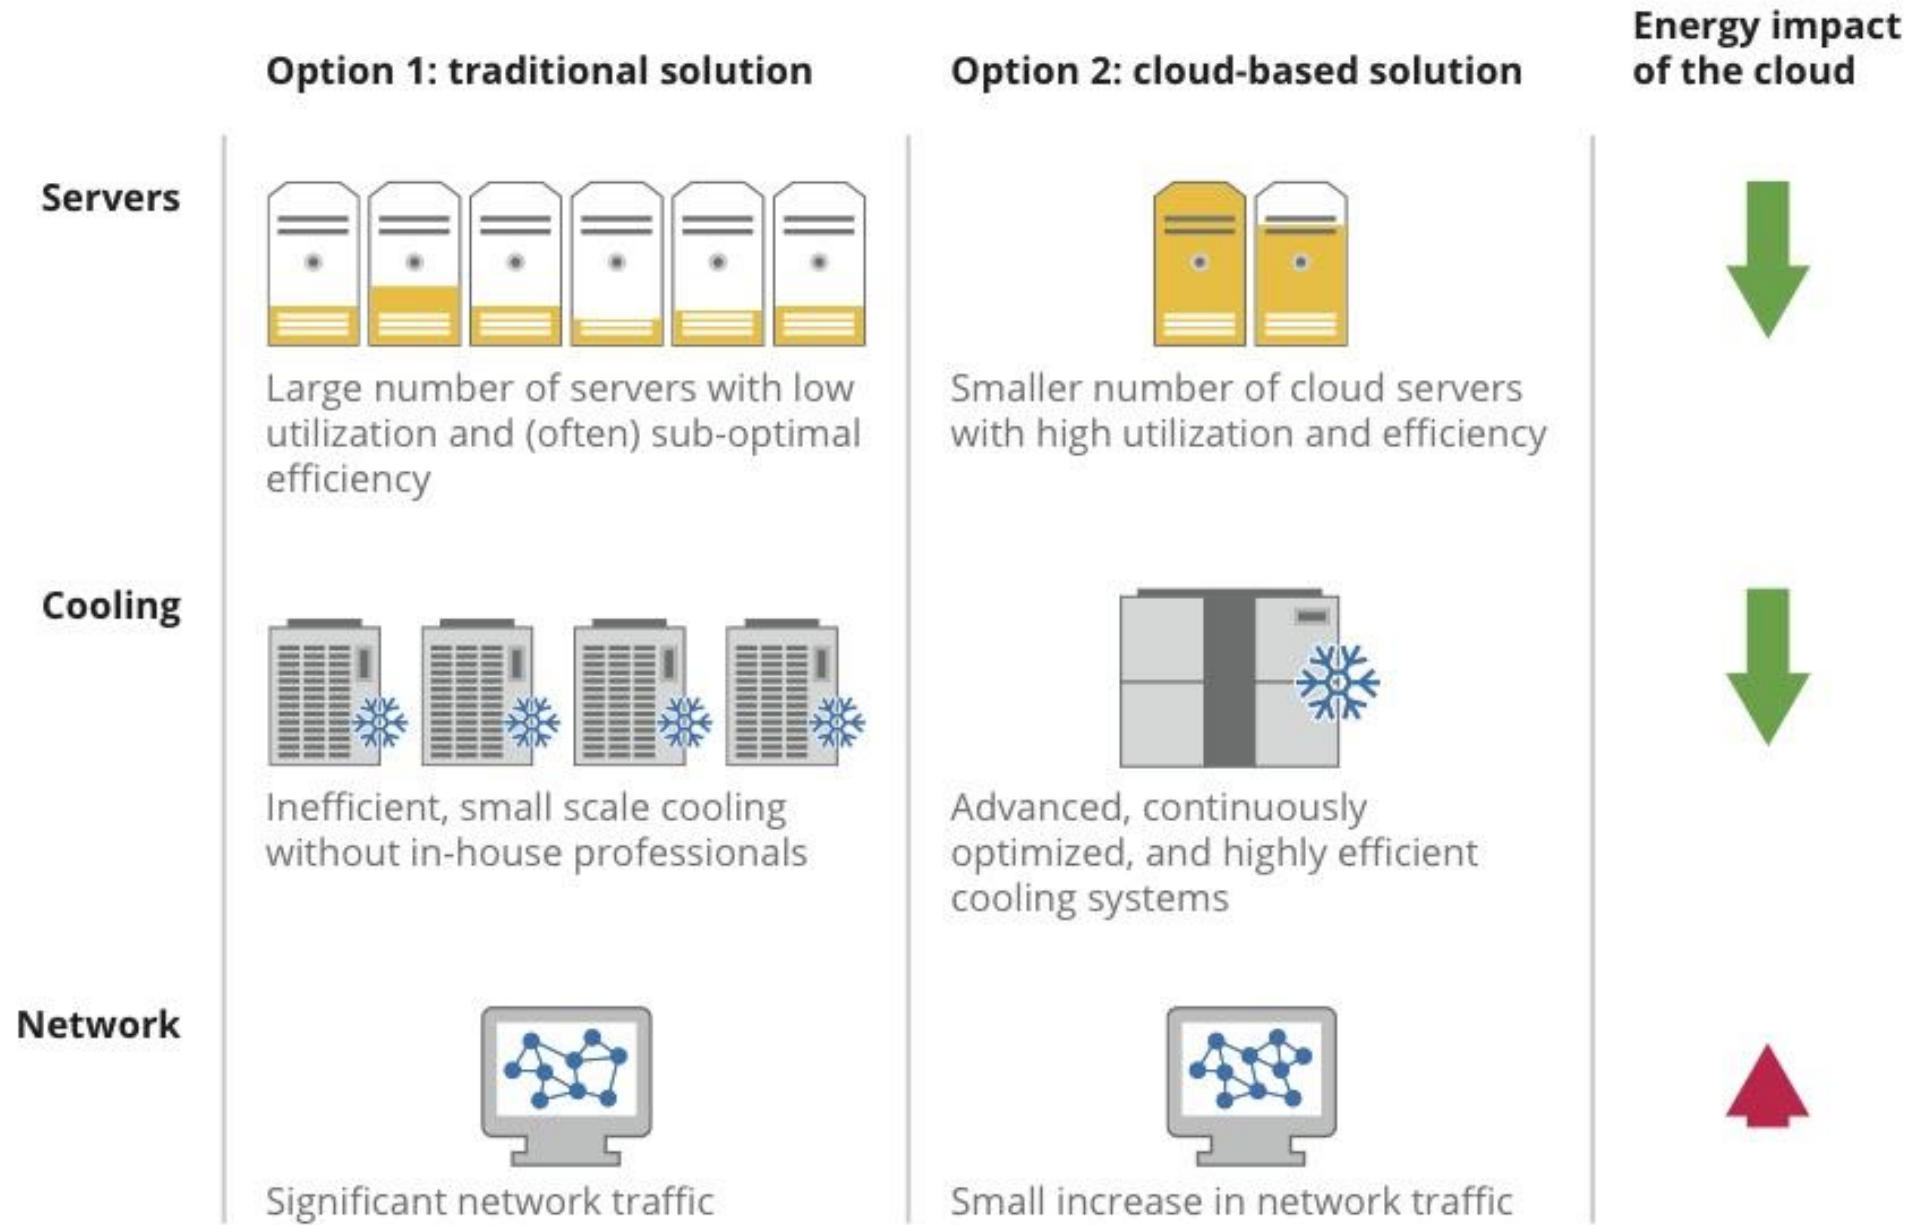 Energy impact
of the cloud
Option 1: traditional solution
Option 2: cloud-based solution
Servers
Large number of servers with low
utilization and (often) sub-optimal
efficiency
Smaller number of cloud servers
with high utilization and efficiency
Cooling
Inefficient, small scale cooling
without in-house professionals
Advanced, continuously
optimized, and highly efficient
cooling systems
Network
Significant network traffic
Small increase in network traffic